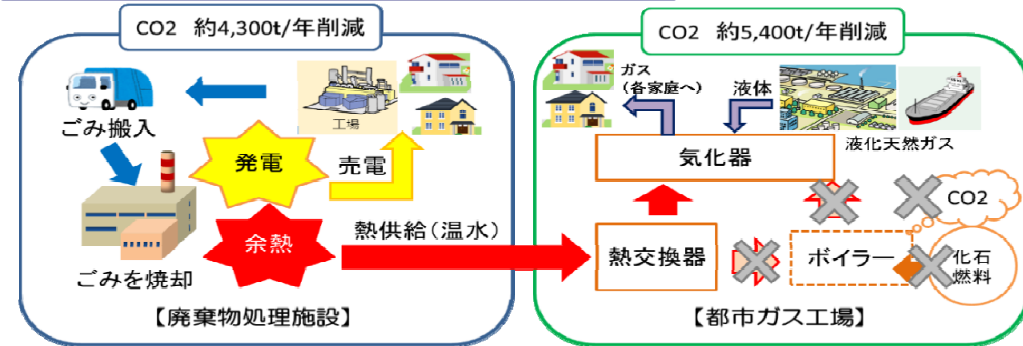 CO2 約4,300t/年削減
ごみ搬入
工場
発電
売電
余熱
熱供給(温水)
ごみを焼却
【廃棄物処理施設】
CO2 約5,400t/年削減
ガス
(各家庭へ)
液体
液化天然ガス
気化器
CO2
熱交換器
ボイラー
化石
燃料
【都市ガス工場】